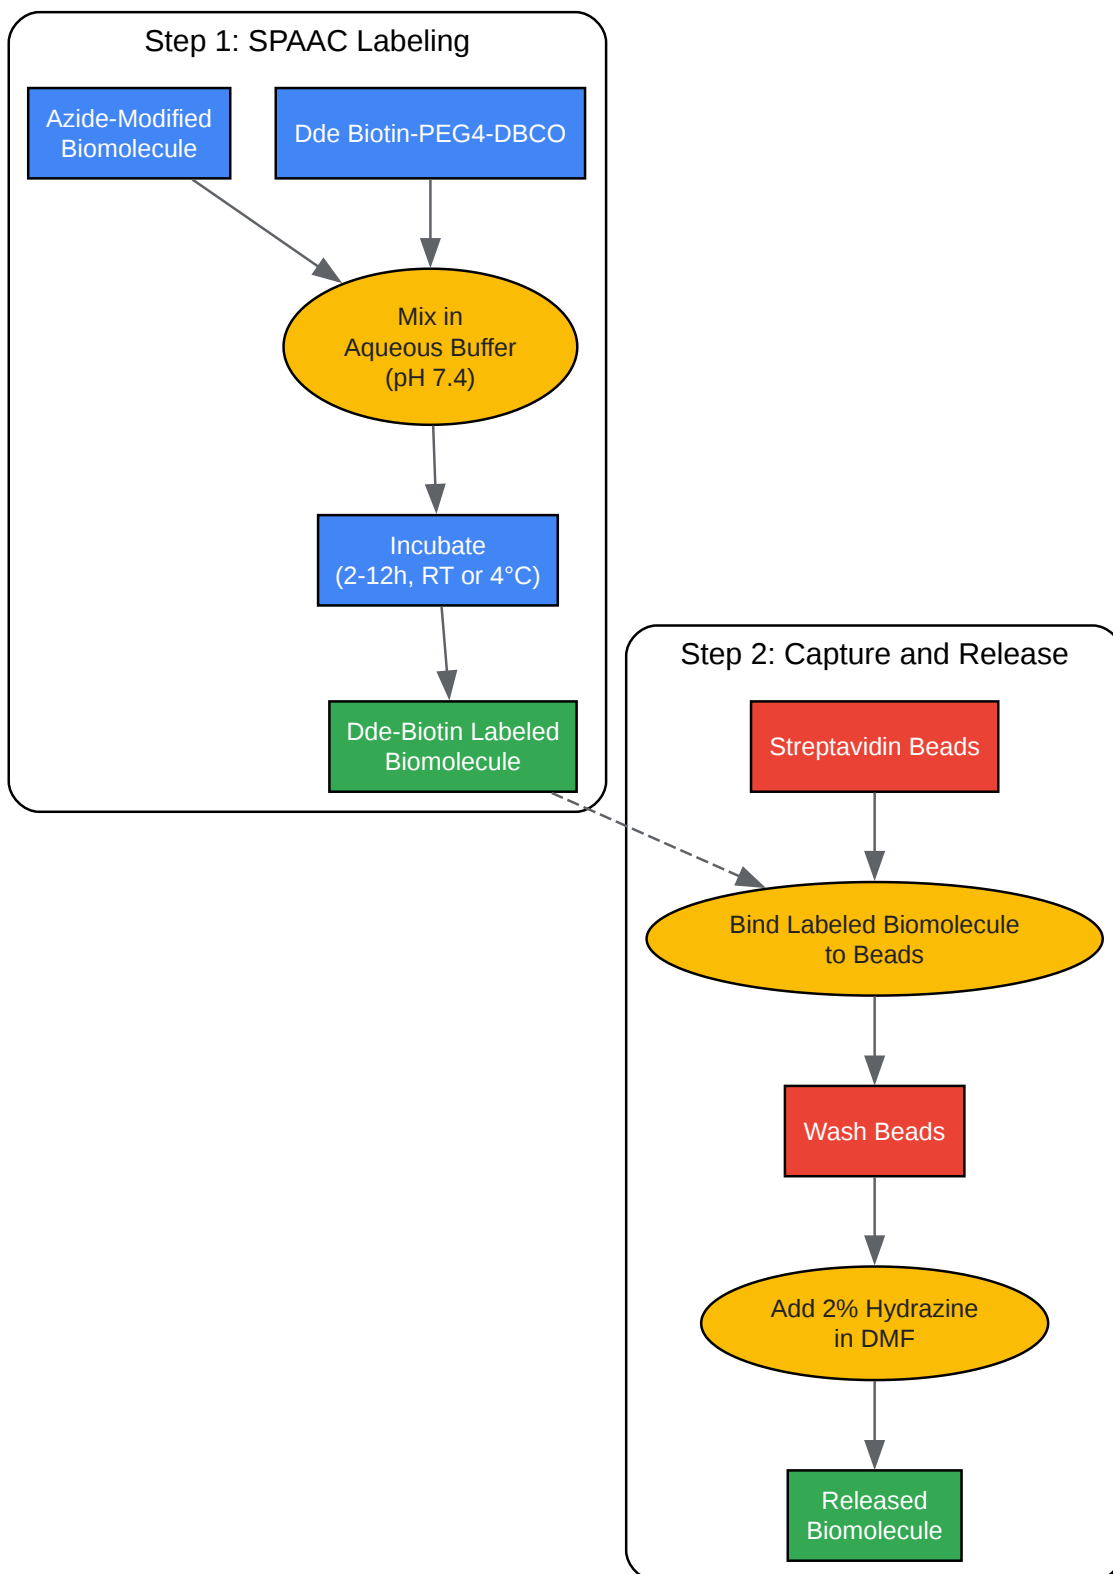 Step 1: SPAAC Labeling
Azide-Modified
Biomolecule
Dde Biotin-PEG4-DBCO
Mix in
Aqueous Buffer
(pH 7.4)
Incubate
(2-12h, RT or 4°C)
Dde-Biotin Labeled
Biomolecule
Step 2: Capture and Release
Streptavidin Beads
Bind Labeled Biomolecule
to Beads
Wash Beads
Add 2% Hydrazine
in DMF
Released
Biomolecule